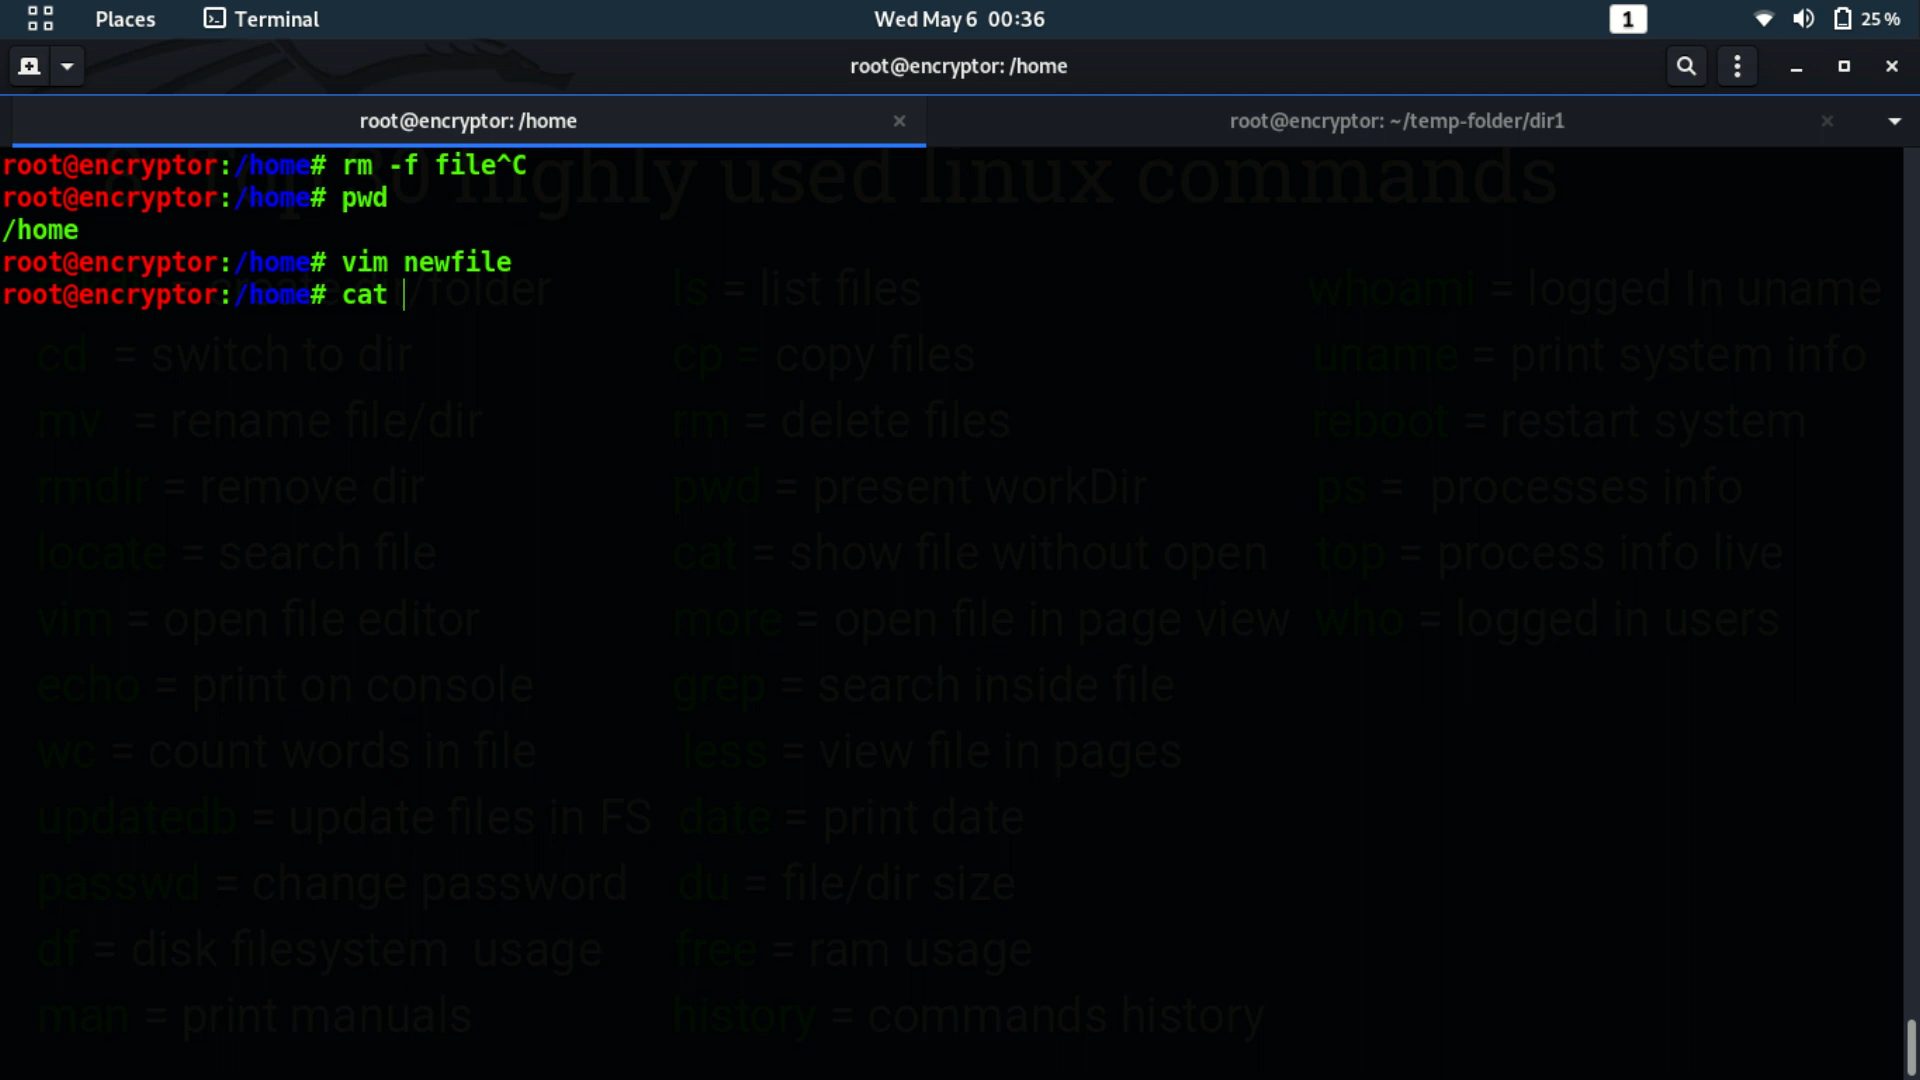 Places Terminal Wed May 6 00:36 1 25 %
root@encryptor: /home
root@encryptor: /home root@encryptor: ~/temp-folder/dir1
root@encryptor:/home# rm -f file^C
root@encryptor:/home# pwd
/home
root@encryptor:/home# vim newfile
root@encryptor:/home# cat
highly used linux commands
/folder ls = list files whoami = logged In uname
cd = switch to dir cp = copy files uname = print system info
mv = rename file/dir rm = delete files reboot = restart system
rmdir = remove dir pwd = present workDir ps = processes info
locate = search file cat = show file without open top = process info live
vim = open file editor more = open file in page view who = logged in users
echo = print on console grep = search inside file
wc = count words in file less = view file in pages
updatedb = update files in FS date = print date
passwd = change password du = file/dir size
df = disk filesystem usage free = ram usage
man = print manuals history = commands history